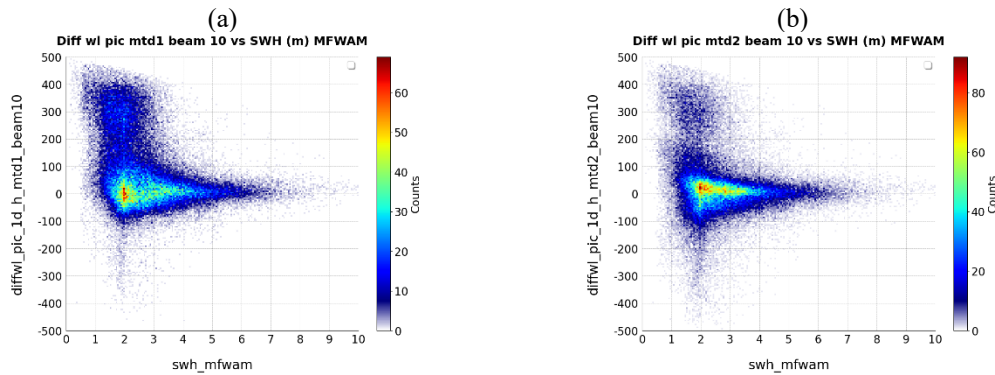 (a)
Diff wl pic mtd1 beam 10 vs SWH (m) MFWAM
500
400
300
200
100
0
-100
-200
-300
-400
-500
diffwl_pic_1d_h_mtd1_beam10
0 1 2 3 4 5 6 7 8 9 10
swh_mfwam
60
50
40
30
20
10
0
Counts
(b)
Diff wl pic mtd2 beam 10 vs SWH (m) MFWAM
500
400
300
200
100
0
-100
-200
-300
-400
-500
diffwl_pic_1d_h_mtd2_beam10
0 1 2 3 4 5 6 7 8 9 10
swh_mfwam
80
60
40
20
0
Counts